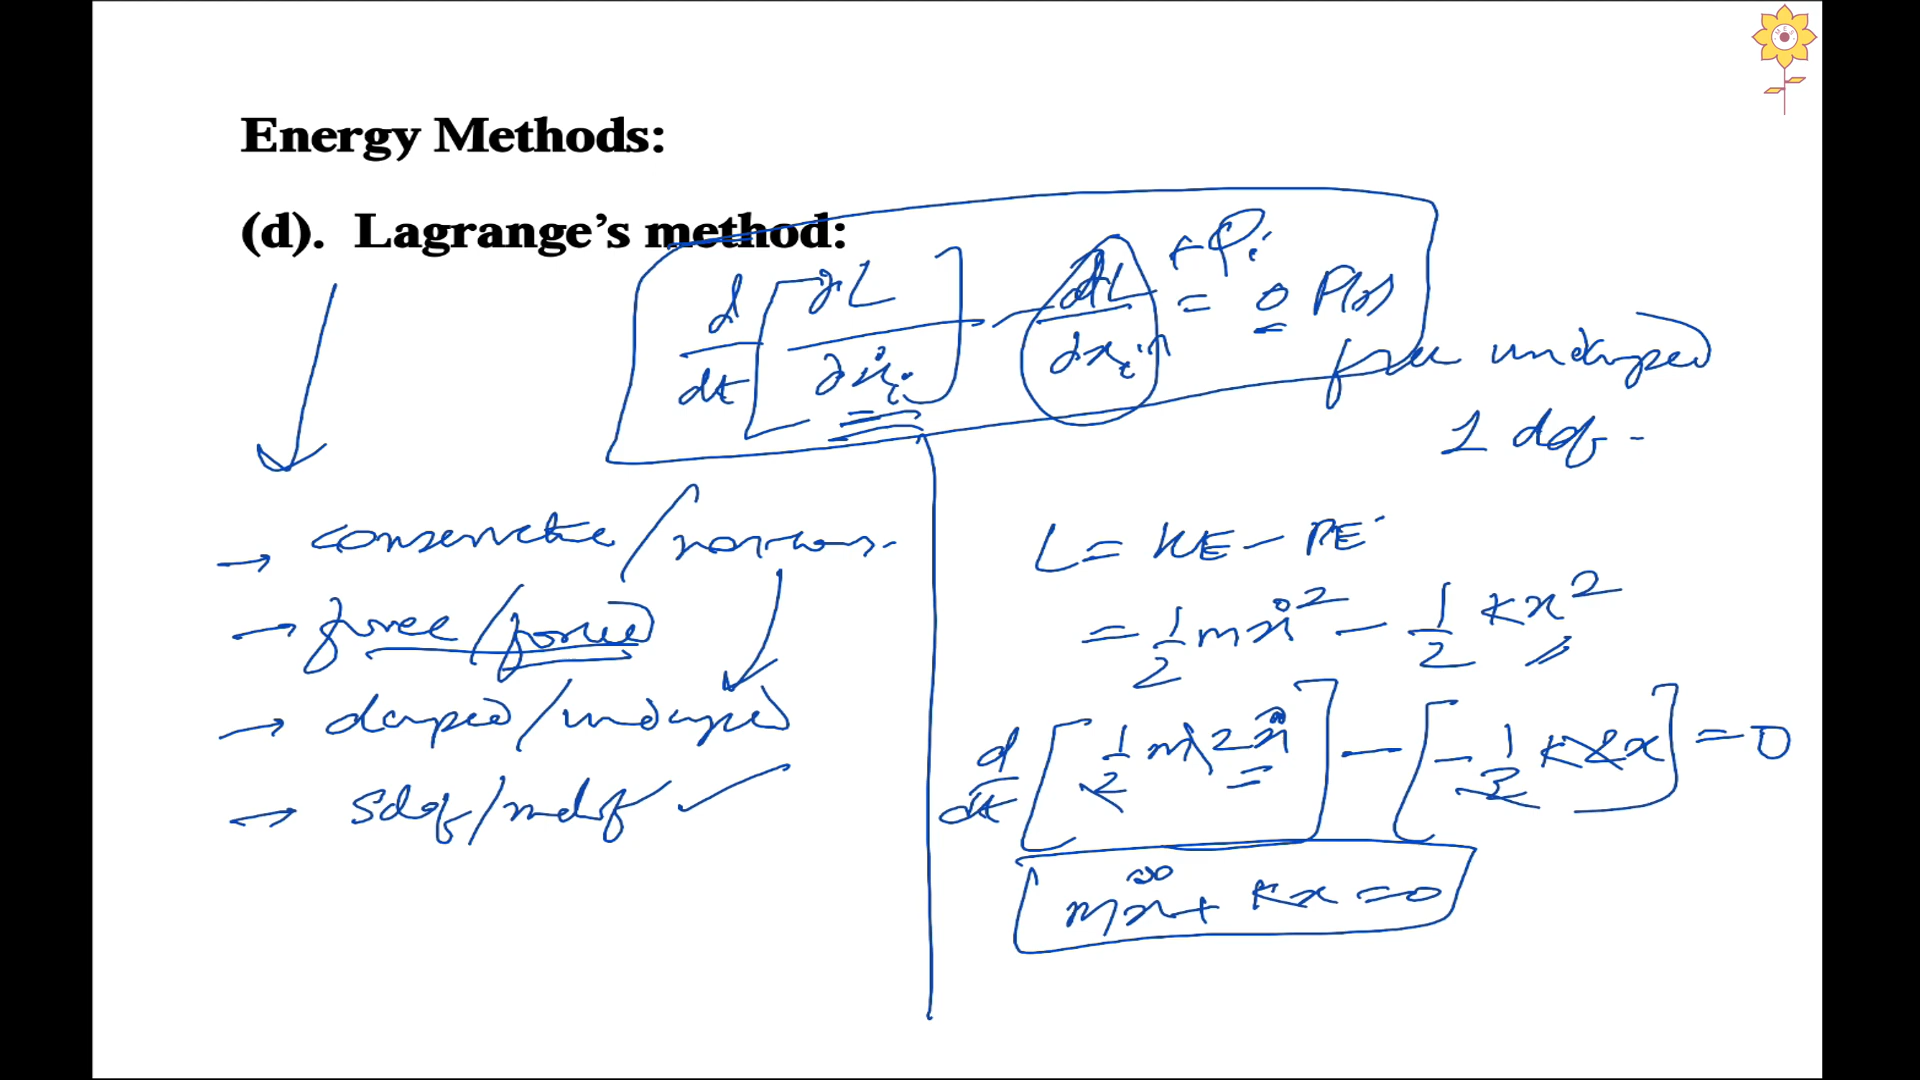 Energy Methods:
(d). Lagrange's method:
d/dt [∂L/∂ẋi] - ∂L/∂xi = 0 P(t)
free undamped
1 dof -
→ conservative / non-cons.
→ free / forced
→ damped / undamped
→ sdof / mdof ✓
L = KE - PE
= 1/2 mẋ² - 1/2 kx²
d/dt [1/2 m 2ẋ] - [-1/2 k 2x] = 0
mẍ + kx = 0